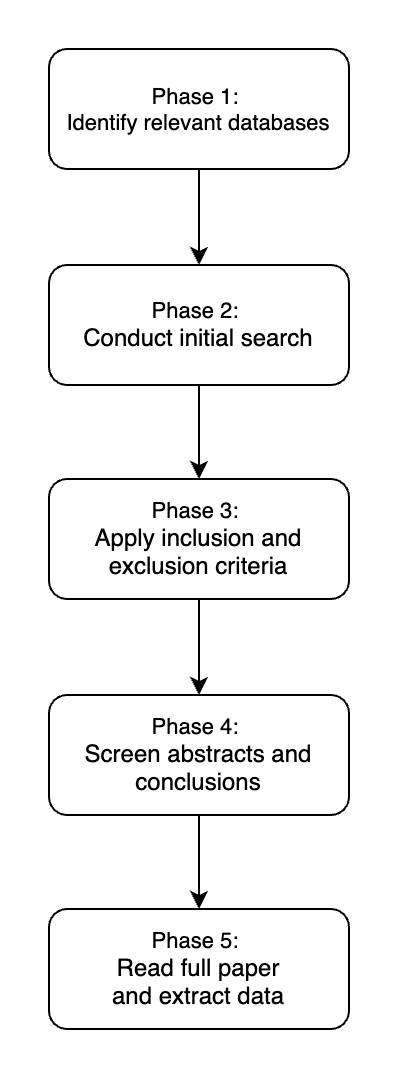 Phase 1:
Identify relevant databases
Phase 2:
Conduct initial search
Phase 3:
Apply inclusion and
exclusion criteria
Phase 4:
Screen abstracts and
conclusions
Phase 5:
Read full paper
and extract data